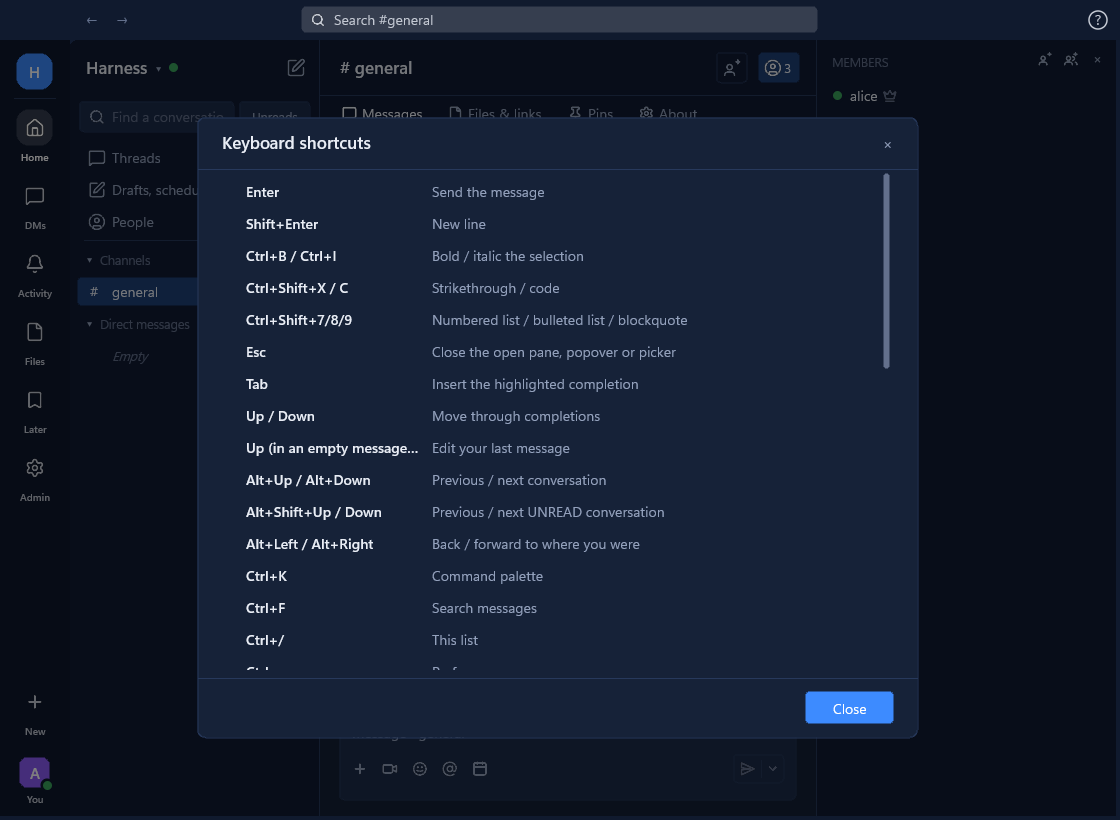 Search #general
H
Harness
# general
3
MEMBERS
alice
Find a conversatio
Unreads
Messages
Files & links
Pins
About
Home
Threads
Drafts, schedu
People
DMs
Channels
# general
Activity
Direct messages
Empty
Files
Later
Admin
New
A
You
Keyboard shortcuts
×
Enter Send the message
Shift+Enter New line
Ctrl+B / Ctrl+I Bold / italic the selection
Ctrl+Shift+X / C Strikethrough / code
Ctrl+Shift+7/8/9 Numbered list / bulleted list / blockquote
Esc Close the open pane, popover or picker
Tab Insert the highlighted completion
Up / Down Move through completions
Up (in an empty message... Edit your last message
Alt+Up / Alt+Down Previous / next conversation
Alt+Shift+Up / Down Previous / next UNREAD conversation
Alt+Left / Alt+Right Back / forward to where you were
Ctrl+K Command palette
Ctrl+F Search messages
Ctrl+/ This list
Close